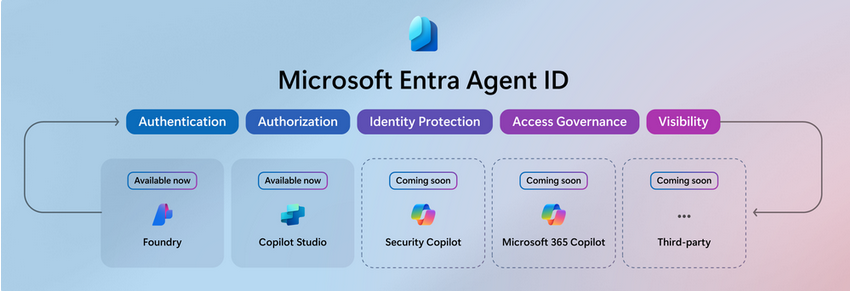 Microsoft Entra Agent ID
Authentication Authorization Identity Protection Access Governance Visibility
Available now Available now Coming soon Coming soon Coming soon
Foundry Copilot Studio Security Copilot Microsoft 365 Copilot Third-party